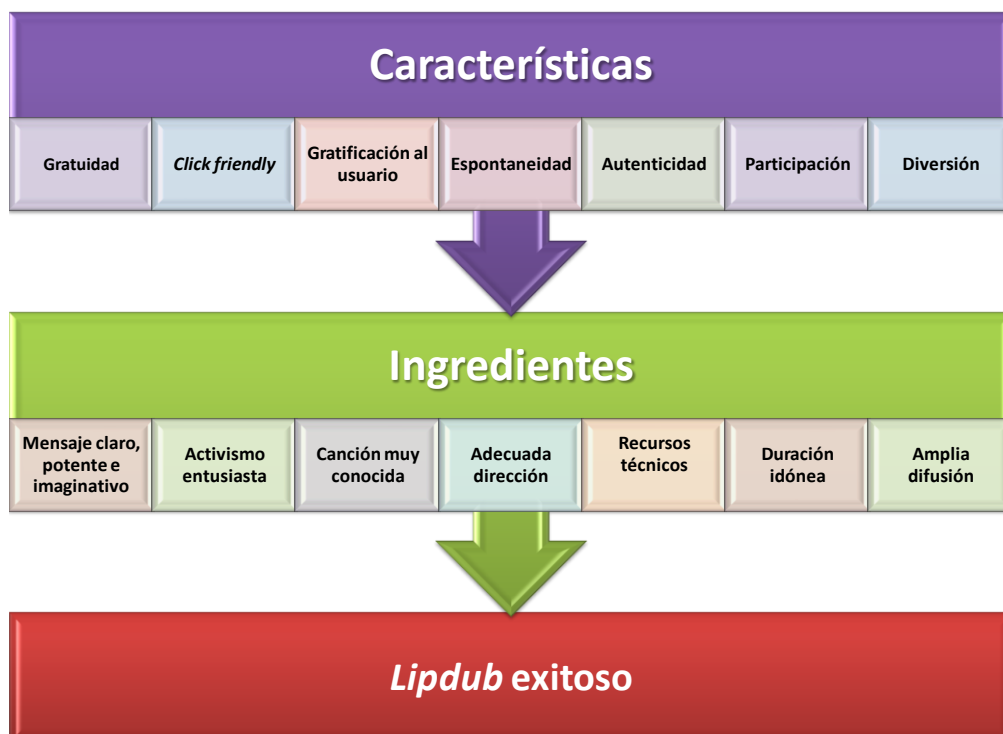 Características
Gratuidad
Click friendly
Gratificación al
usuario
Espontaneidad
Autenticidad
Participación
Diversión
Ingredientes
Mensaje claro,
potente e
imaginativo
Activismo
entusiasta
Canción muy
conocida
Adecuada
dirección
Recursos
técnicos
Duración
idónea
Amplia
difusión
Lipdub exitoso